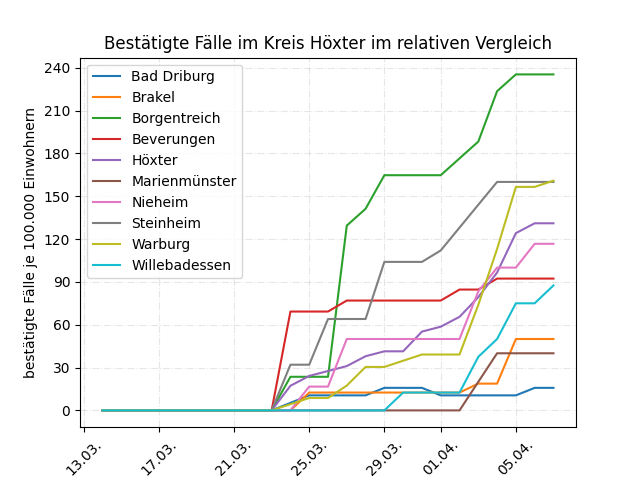 Bestätigte Fälle im Kreis Höxter im relativen Vergleich
bestätigte Fälle je 100.000 Einwohnern
240
210
180
150
120
90
60
30
0
Bad Driburg
Brakel
Borgentreich
Beverungen
Höxter
Marienmünster
Nieheim
Steinheim
Warburg
Willebadessen
13.03.
17.03.
21.03.
25.03.
29.03.
01.04.
05.04.